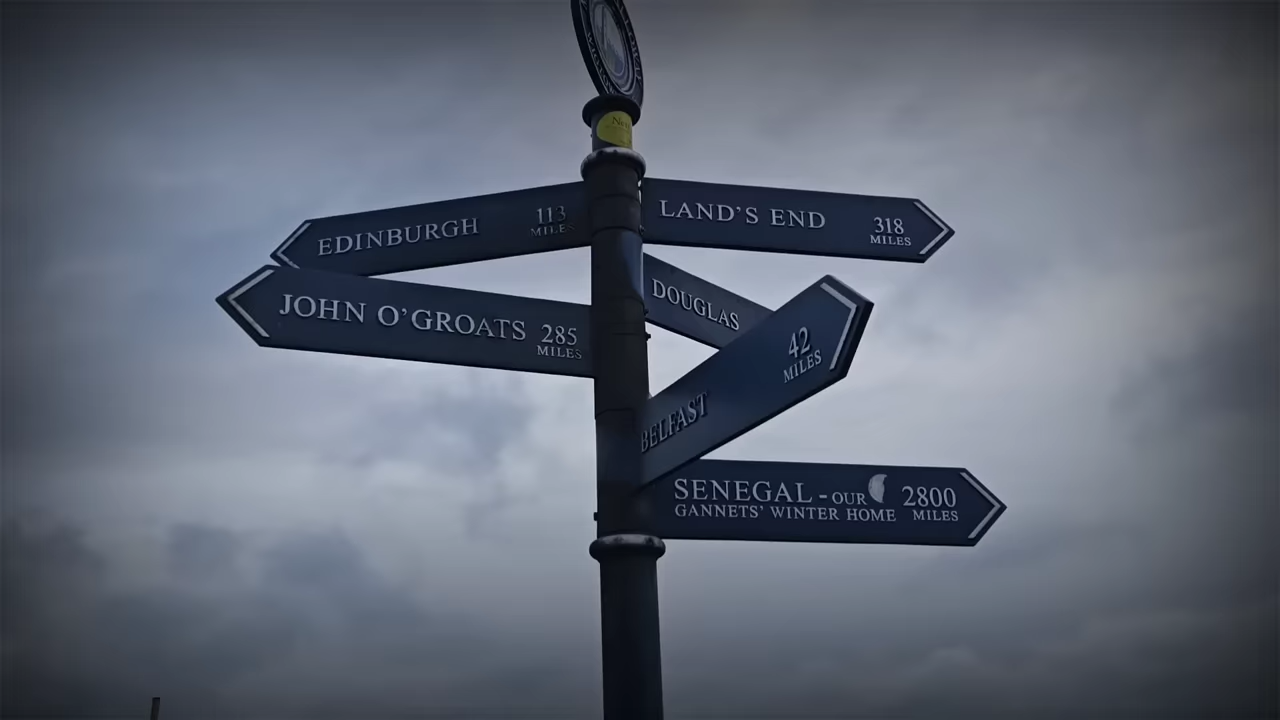 EDINBURGH 113 MILES
LAND'S END 318 MILES
JOHN O'GROATS 285 MILES
DOUGLAS
BELFAST 42 MILES
SENEGAL - OUR 2800
GANNETS' WINTER HOME MILES